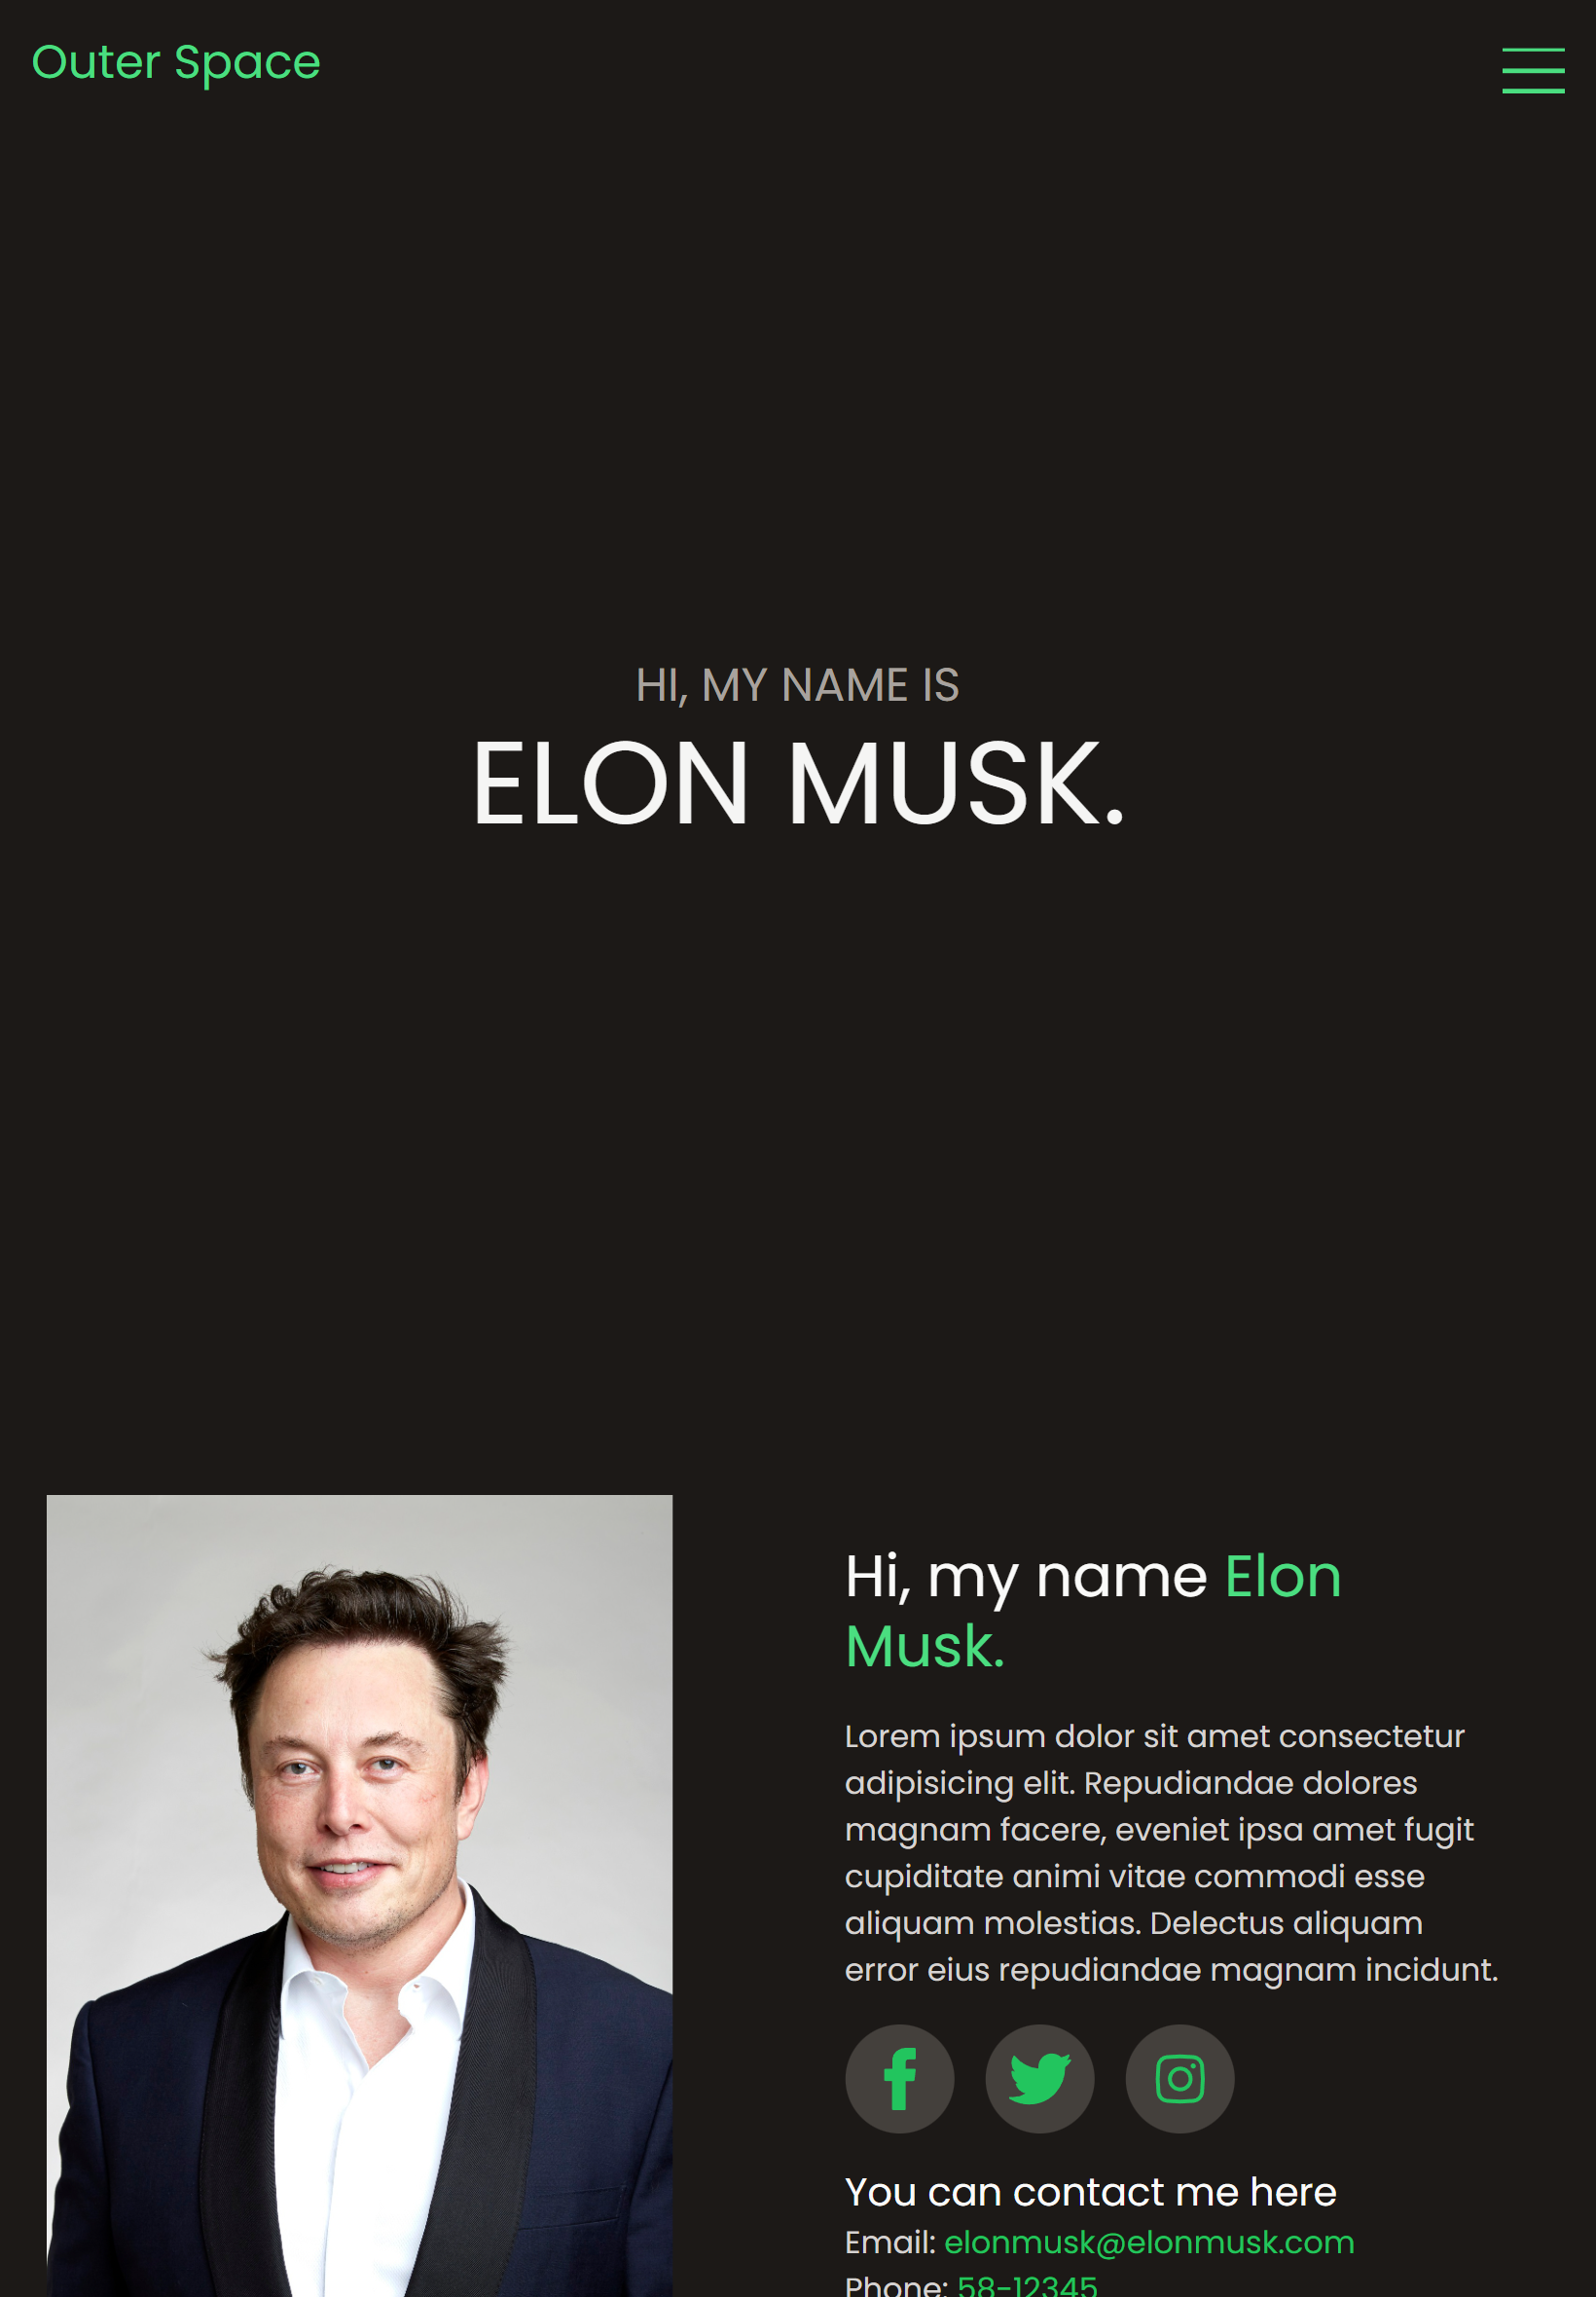 Outer Space
HI, MY NAME IS
ELON MUSK.
Hi, my name Elon
Musk.
Lorem ipsum dolor sit amet consectetur
adipisicing elit. Repudiandae dolores
magnam facere, eveniet ipsa amet fugit
cupiditate animi vitae commodi esse
aliquam molestias. Delectus aliquam
error eius repudiandae magnam incidunt.
You can contact me here
Email: elonmusk@elonmusk.com
Phone: 58-12345